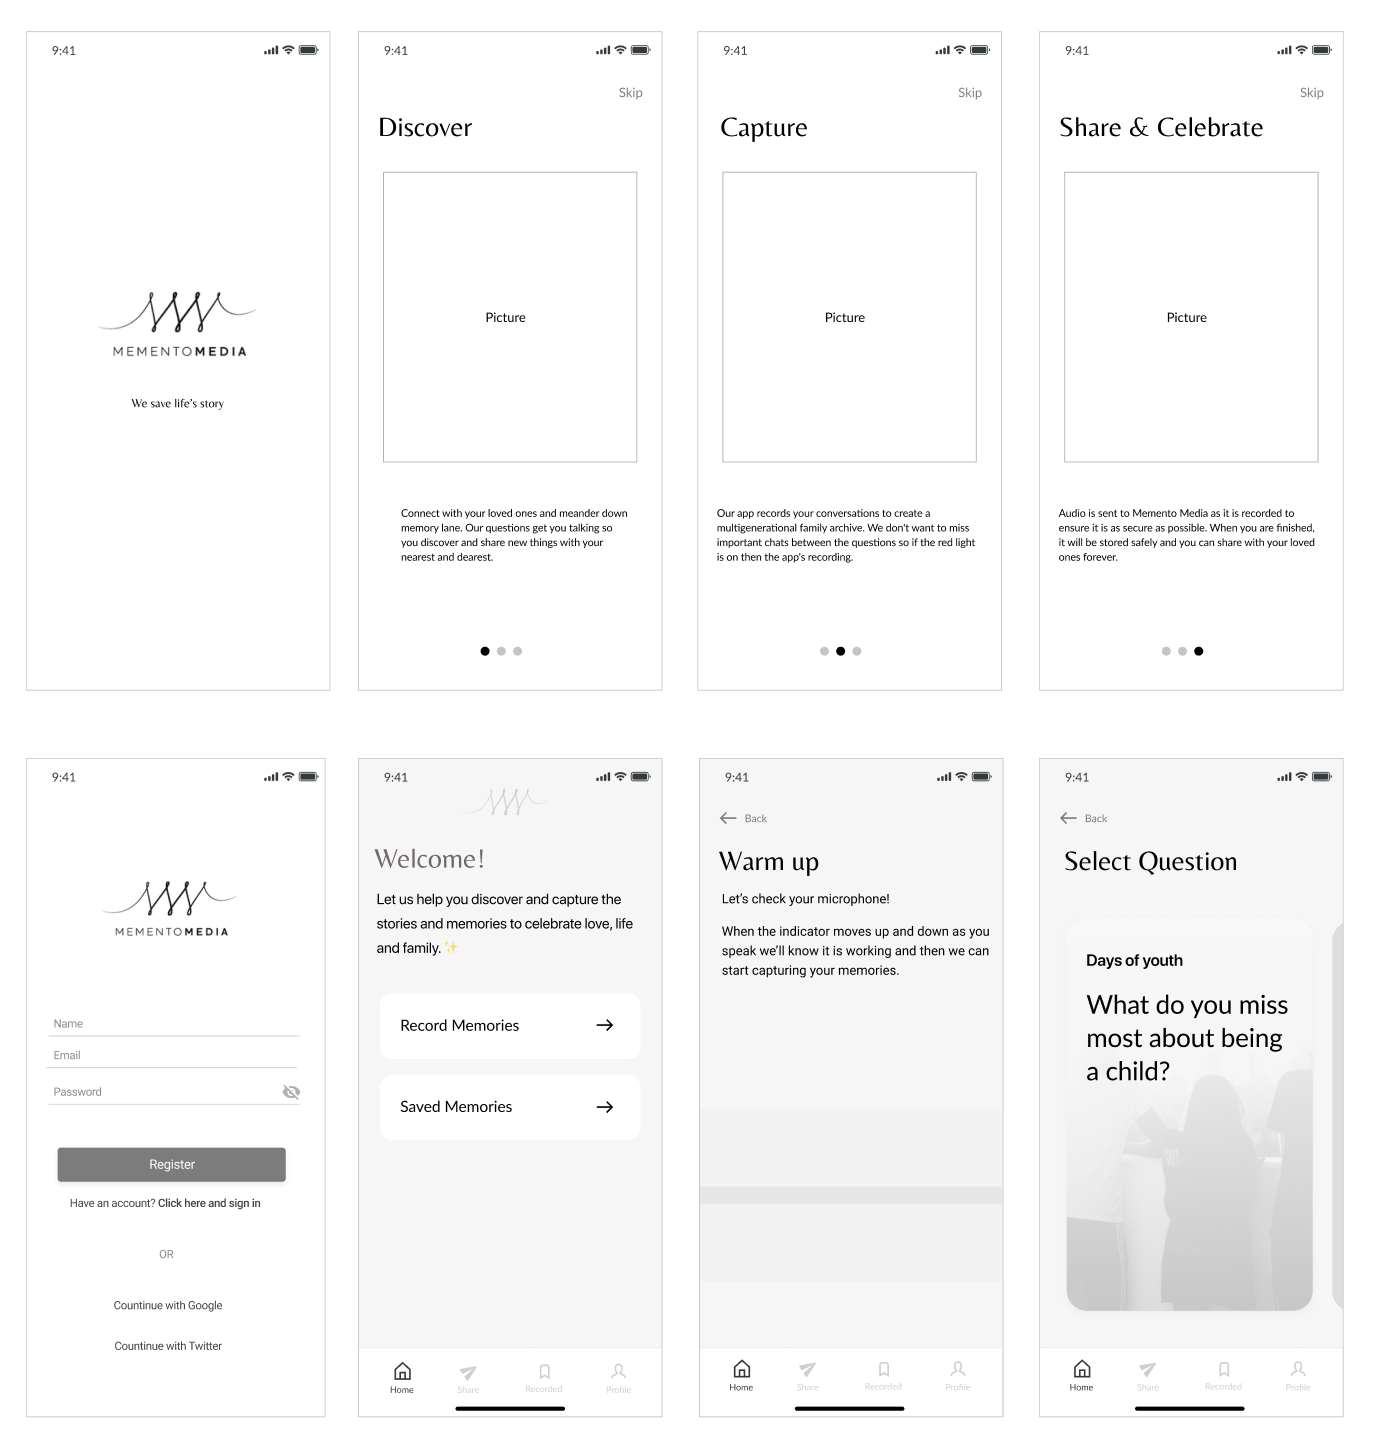 9:41
MEMENTOMEDIA
We save life's story
9:41
Skip
Discover
Picture
Connect with your loved ones and meander down
memory lane. Our questions get you talking so
you discover and share new things with your
nearest and dearest.
9:41
Skip
Capture
Picture
Our app records your conversations to create a
multigenerational family archive. We don't want to miss
important chats between the questions so if the red light
is on then the app's recording.
9:41
Skip
Share & Celebrate
Picture
Audio is sent to Memento Media as it is recorded to
ensure it is as secure as possible. When you are finished,
it will be stored safely and you can share with your loved
ones forever.
9:41
MEMENTOMEDIA
Name
Email
Password
Register
Have an account? Click here and sign in
OR
Countinue with Google
Countinue with Twitter
9:41
Welcome!
Let us help you discover and capture the
stories and memories to celebrate love, life
and family. ✨
Record Memories
Saved Memories
Home Share Recorded Profile
9:41
Back
Warm up
Let's check your microphone!
When the indicator moves up and down as you
speak we'll know it is working and then we can
start capturing your memories.
Home Share Recorded Profile
9:41
Back
Select Question
Days of youth
What do you miss
most about being
a child?
Home Share Recorded Profile